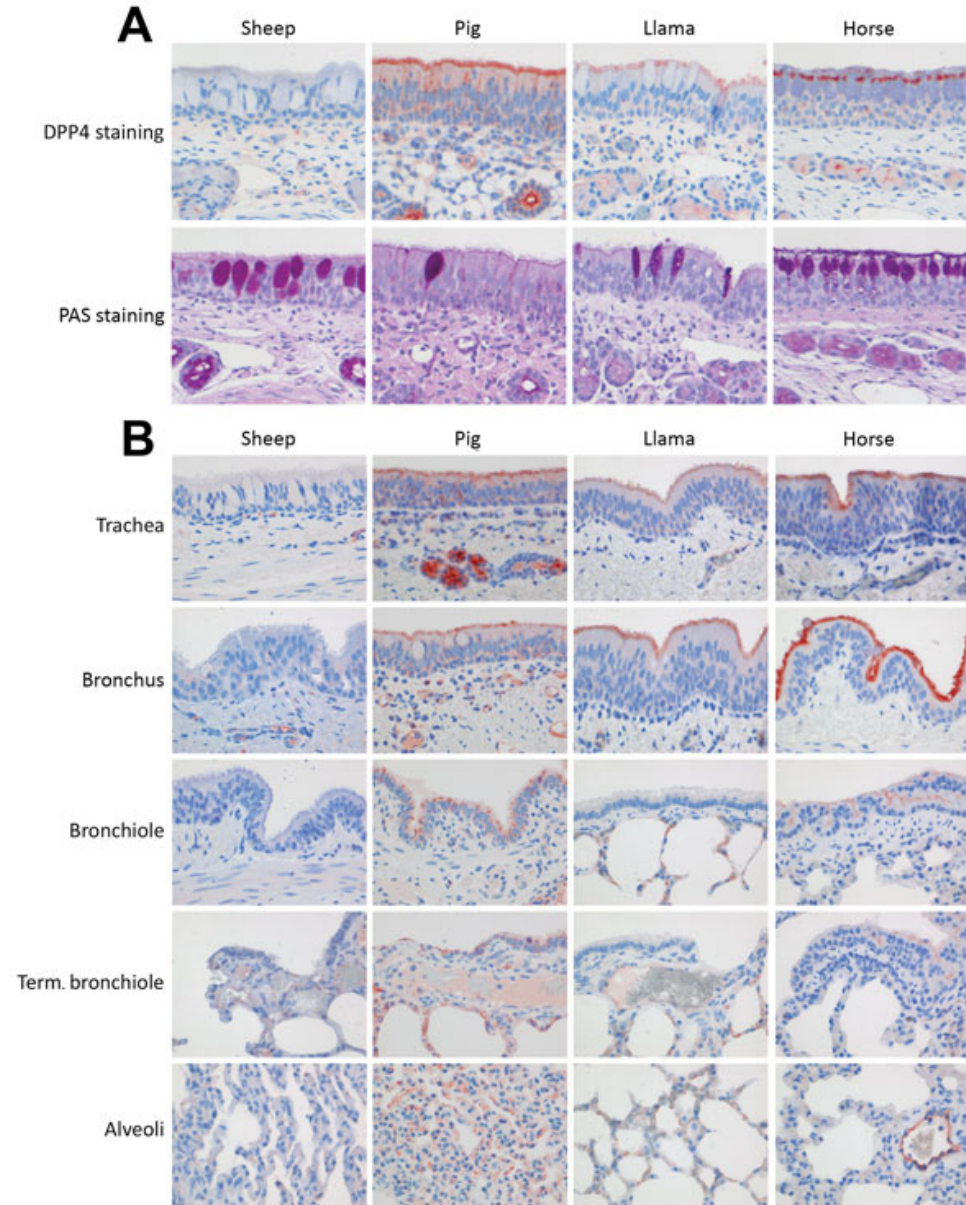 A
Sheep Pig Llama Horse
DPP4 staining
PAS staining
B
Sheep Pig Llama Horse
Trachea
Bronchus
Bronchiole
Term. bronchiole
Alveoli